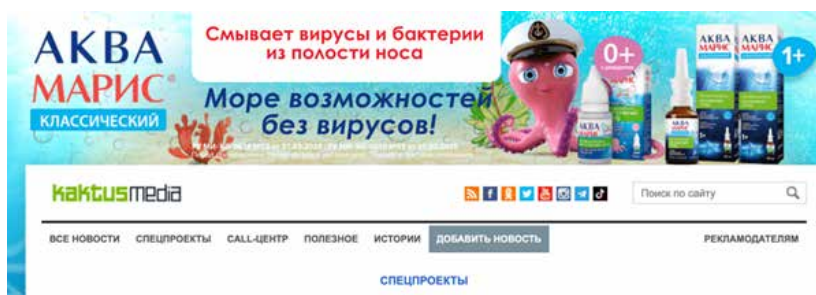 АКВА
МАРИС®
КЛАССИЧЕСКИЙ
Смывает вирусы и бактерии
из полости носа
Море возможностей
без вирусов!
0+
1+
АКВА
МАРИС
АКВА
МАРИС
АКВА
МАРИС
kaktusmedia
Поиск по сайту
ВСЕ НОВОСТИ СПЕЦПРОЕКТЫ CALL-ЦЕНТР ПОЛЕЗНОЕ ИСТОРИИ ДОБАВИТЬ НОВОСТЬ РЕКЛАМОДАТЕЛЯМ
СПЕЦПРОЕКТЫ